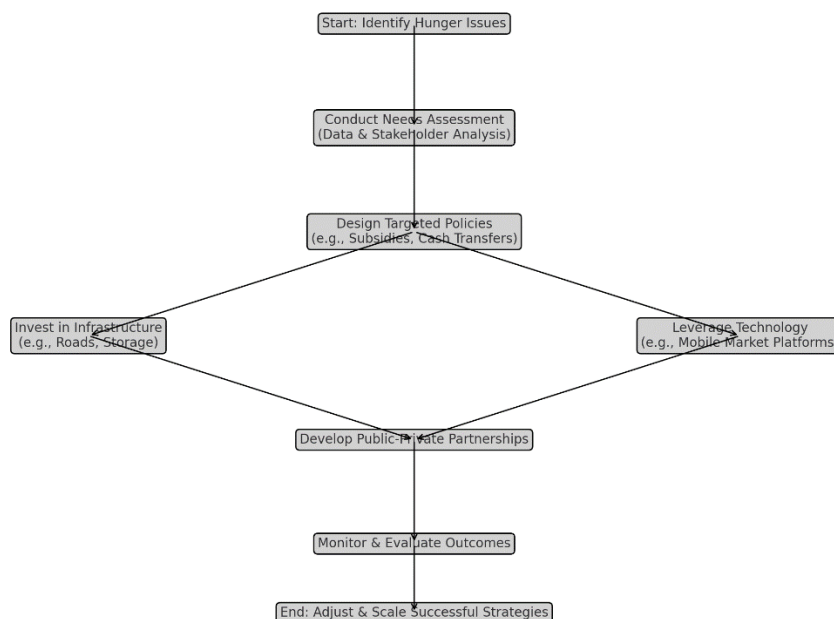 Start: Identify Hunger Issues
Conduct Needs Assessment
(Data & Stakeholder Analysis)
Design Targeted Policies
(e.g., Subsidies, Cash Transfers)
Invest in Infrastructure
(e.g., Roads, Storage)
Leverage Technology
(e.g., Mobile Market Platforms
Develop Public-Private Partnerships
Monitor & Evaluate Outcomes
End: Adjust & Scale Successful Strategies